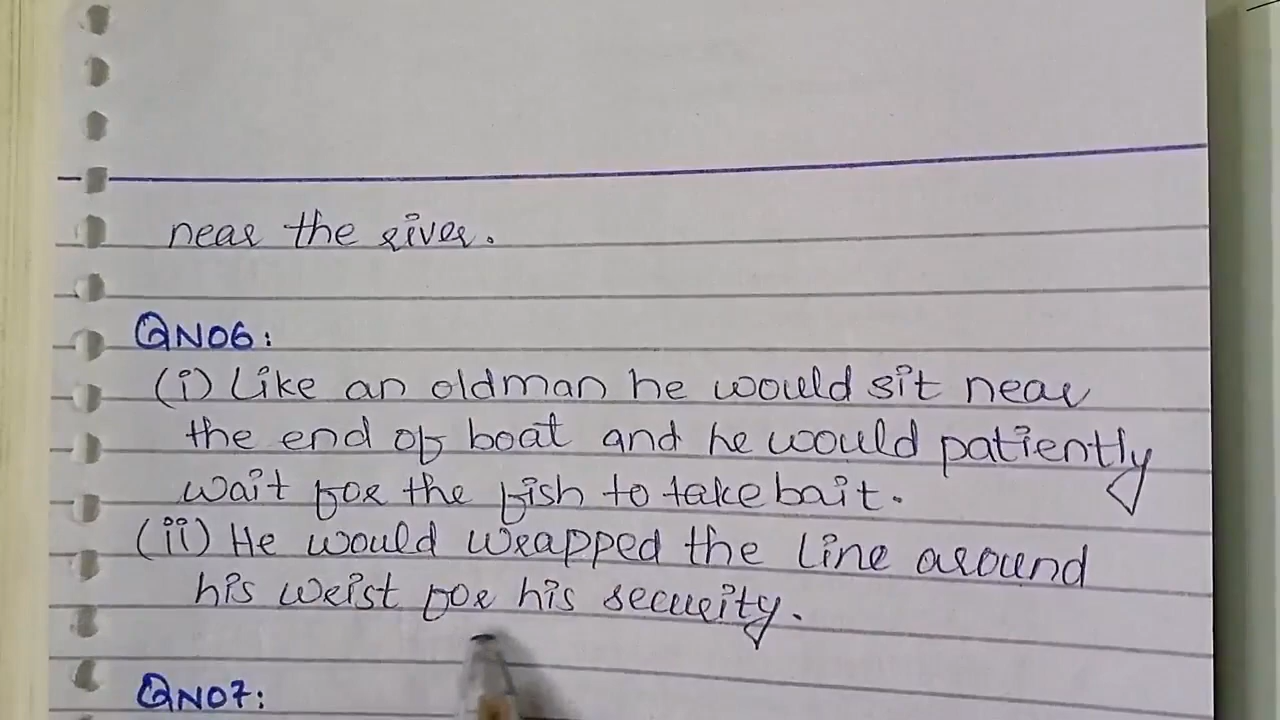 near the river.
QNO6:
(i) Like an oldman he would sit near
the end of boat and he would patiently
wait for the fish to take bait.
(ii) He would wrapped the line around
his weist for his security.
QNO7: